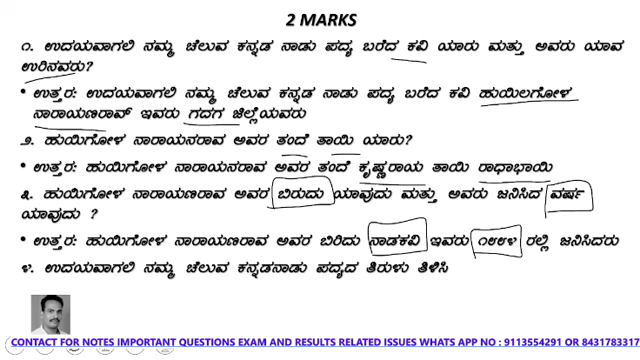 2 MARKS
೧. ಉದಯವಾಗಲಿ ನಮ್ಮ ಚೆಲುವ ಕನ್ನಡ ನಾಡು ಪದ್ಯ ಬರೆದ ಕವಿ ಯಾರು ಮತ್ತು ಅವರು ಯಾವ
ಊರಿನವರು?
• ಉತ್ತರ: ಉದಯವಾಗಲಿ ನಮ್ಮ ಚೆಲುವ ಕನ್ನಡ ನಾಡು ಪದ್ಯ ಬರೆದ ಕವಿ ಹುಯಿಲಗೋಳ
ನಾರಾಯಣರಾವ್ ಇವರು ಗದಗ ಜಿಲ್ಲೆಯವರು
೨. ಹುಯಿಗೋಳ ನಾರಾಯನರಾವ ಅವರ ತಂದೆ ತಾಯಿ ಯಾರು?
• ಉತ್ತರ: ಹುಯಿಗೋಳ ನಾರಾಯನರಾವ ಅವರ ತಂದೆ ಕೃಷ್ಣರಾಯ ತಾಯಿ ರಾಧಾಭಾಯಿ
೩. ಹುಯಿಗೋಳ ನಾರಾಯಣರಾವ ಅವರ ಬಿರುದು ಯಾವುದು ಮತ್ತು ಅವರು ಜನಿಸಿದ ವರ್ಷ
ಯಾವುದು ?
• ಉತ್ತರ: ಹುಯಿಗೋಳ ನಾರಾಯಣರಾವ ಅವರ ಬಿರಿದು ನಾಡಕವಿ ಇವರು ೧೮೮೪ ರಲ್ಲಿ ಜನಿಸಿದರು
೪. ಉದಯವಾಗಲಿ ನಮ್ಮ ಚೆಲುವ ಕನ್ನಡನಾಡು ಪದ್ಯದ ತಿರುಳು ತಿಳಿಸಿ
CONTACT FOR NOTES IMPORTANT QUESTIONS EXAM AND RESULTS RELATED ISSUES WHATS APP NO : 9113554291 OR 8431783317